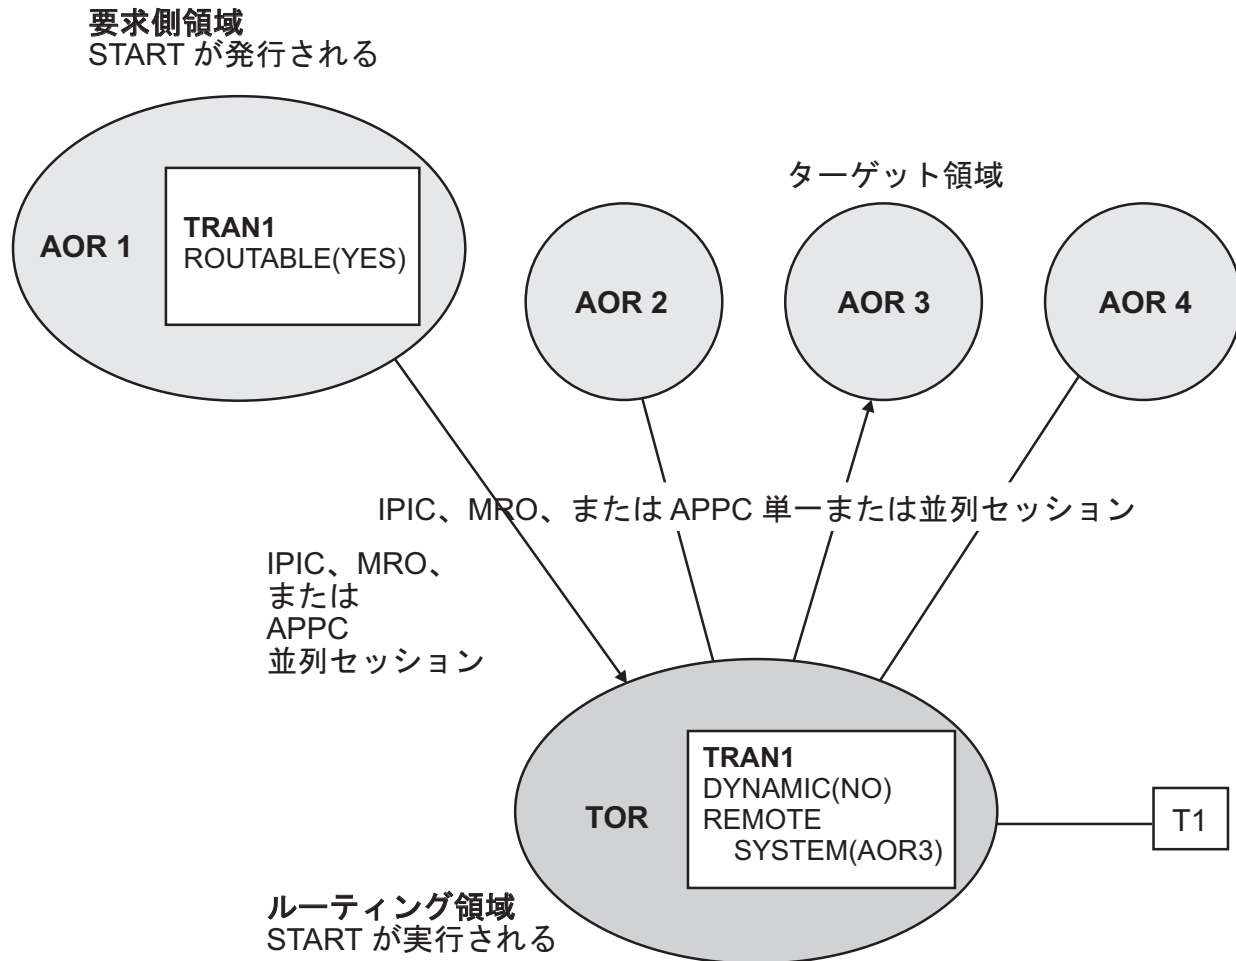 要求側領域
START が発行される
AOR 1
TRAN1
ROUTABLE(YES)
ターゲット領域
AOR 2
AOR 3
AOR 4
IPIC、MRO、または APPC 単一または並列セッション
IPIC、MRO、
または
APPC
並列セッション
TOR
TRAN1
DYNAMIC(NO)
REMOTE
SYSTEM(AOR3)
T1
ルーティング領域
START が実行される